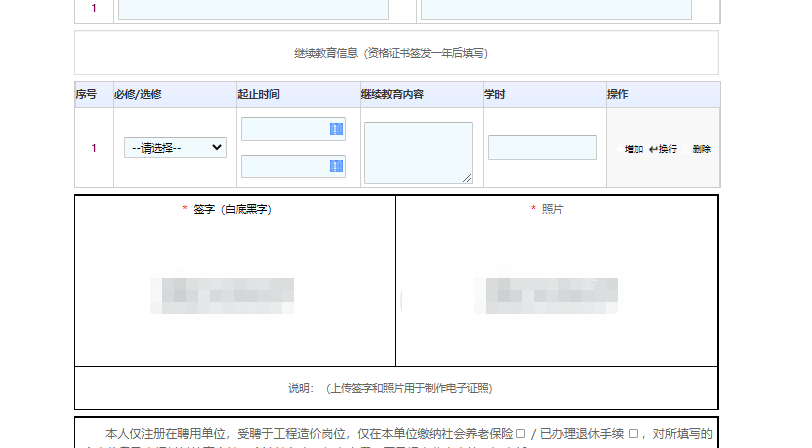 1
继续教育信息（资格证书签发一年后填写）
序号 必修/选修 起止时间 继续教育内容 学时 操作
1 --请选择-- 增加 换行 删除
* 签字（白底黑字） * 照片
说明：（上传签字和照片用于制作电子证照）
本人仅注册在聘用单位，受聘于工程造价岗位，仅在本单位缴纳社会养老保险□ / 已办理退休手续 □ ，对所填写的